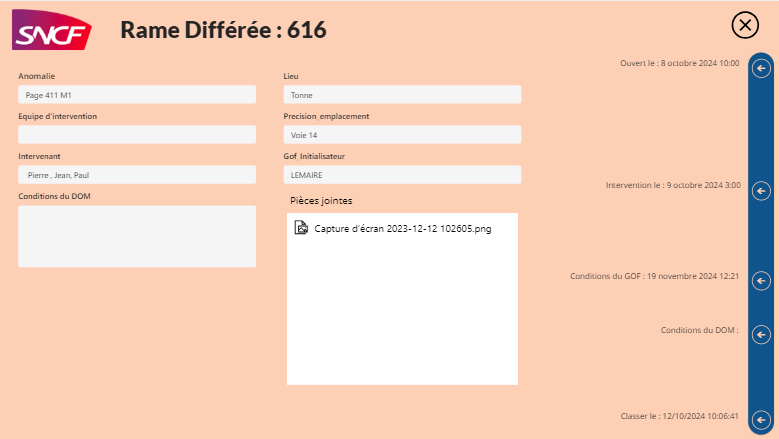 SNCF
Rame Différée : 616
Ouvert le : 8 octobre 2024 10:00
Anomalie
Page 411 M1
Lieu
Tonne
Equipe d'intervention
Precision_emplacement
Voie 14
Intervenant
Pierre , Jean, Paul
Gof_Initialisateur
LEMAIRE
Intervention le : 9 octobre 2024 3:00
Conditions du DOM
Pièces jointes
Capture d'écran 2023-12-12 102605.png
Conditions du GOF : 19 novembre 2024 12:21
Conditions du DOM :
Classer le : 12/10/2024 10:06:41